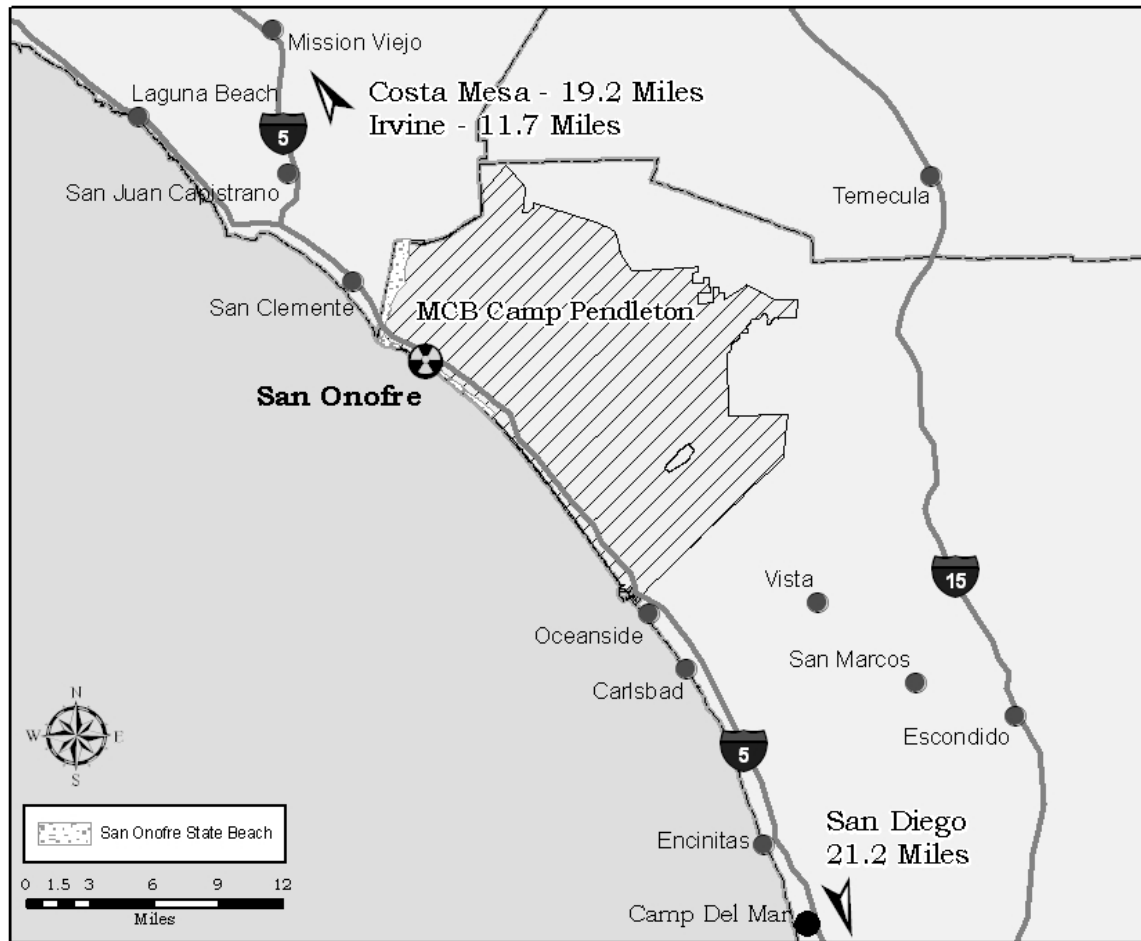 Mission Viejo
Laguna Beach
Costa Mesa - 19.2 Miles
Irvine - 11.7 Miles
5
San Juan Capistrano
Temecula
San Clemente
MCB Camp Pendleton
San Onofre
15
Vista
Oceanside
San Marcos
Carlsbad
Escondido
N
W
E
S
5
San Onofre State Beach
San Diego
21.2 Miles
Encinitas
0 1.5 3 6 9 12
Miles
Camp Del Mar